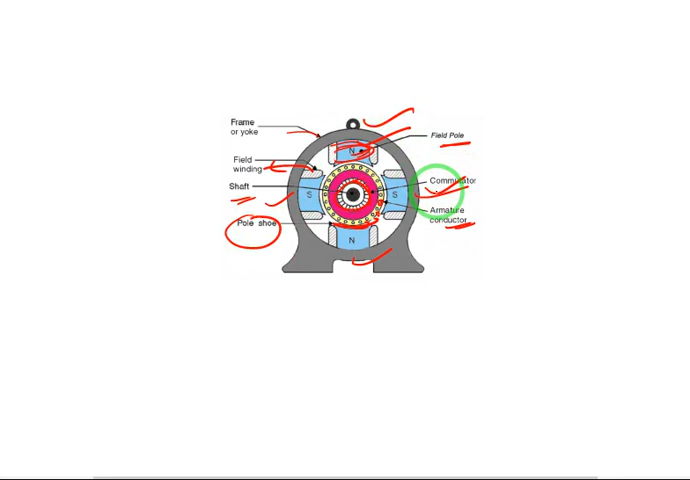 Frame
or yoke
Field Pole
N
Field
winding
Shaft
S
S
Commutator
Armature
conductor
Pole shoe
N